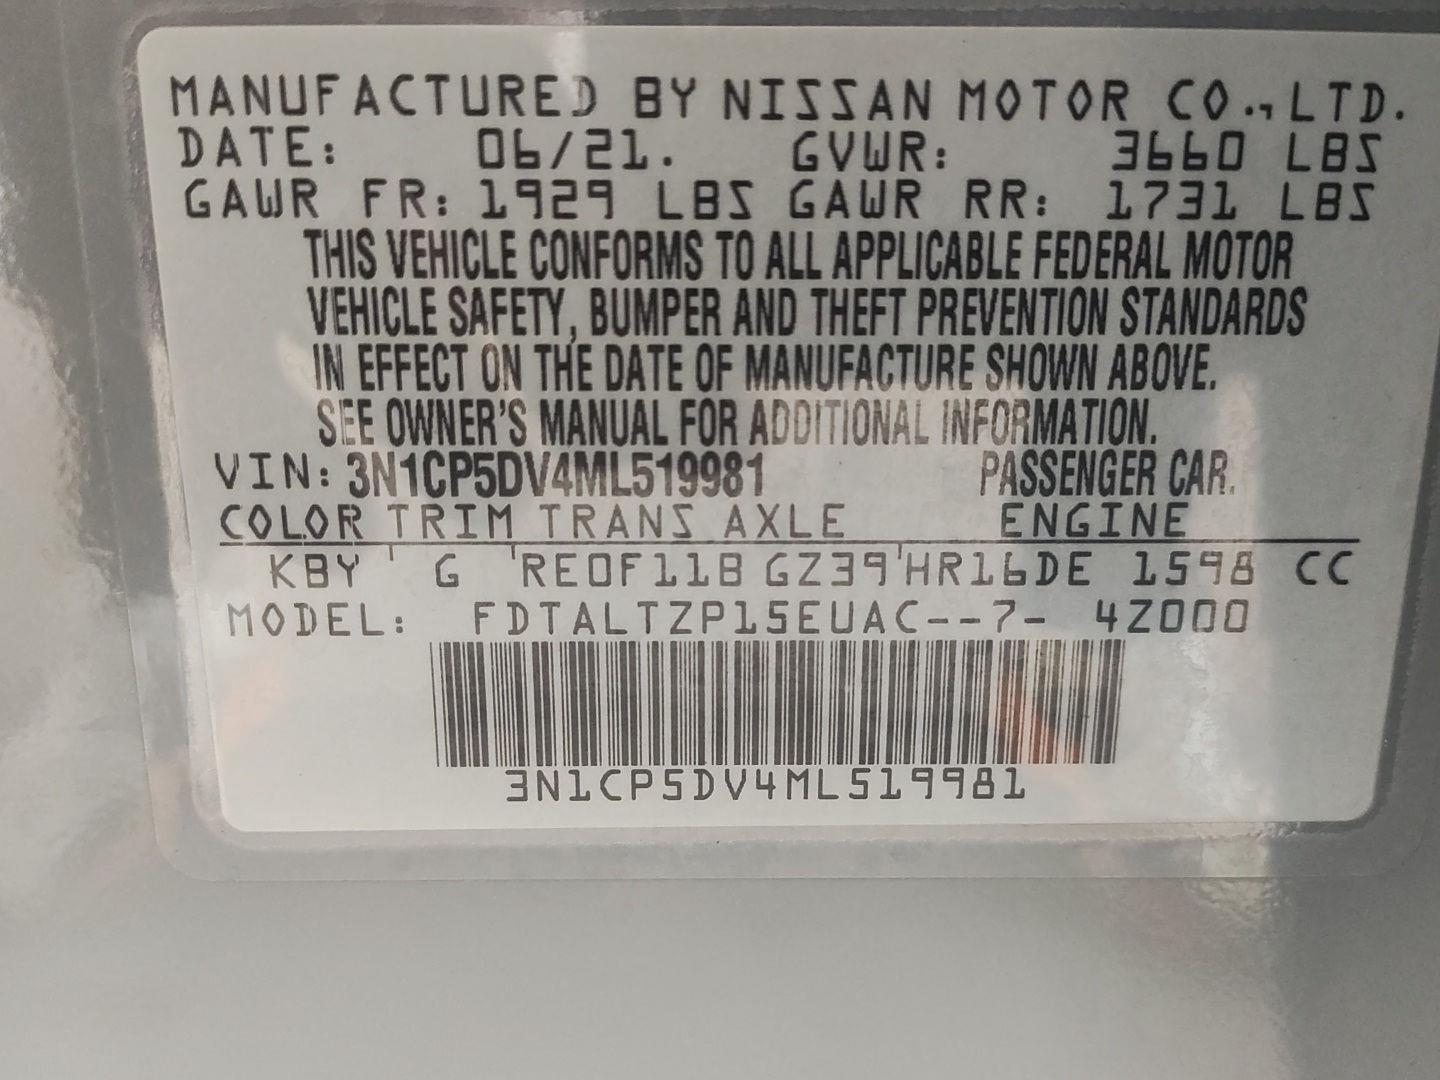 MANUFACTURED BY NISSAN MOTOR CO., LTD.
DATE: 06/21. GVWR: 3660 LBS
GAWR FR: 1929 LBS GAWR RR: 1731 LBS
THIS VEHICLE CONFORMS TO ALL APPLICABLE FEDERAL MOTOR
VEHICLE SAFETY, BUMPER AND THEFT PREVENTION STANDARDS
IN EFFECT ON THE DATE OF MANUFACTURE SHOWN ABOVE.
SEE OWNER'S MANUAL FOR ADDITIONAL INFORMATION.
VIN: 3N1CP5DV4ML519981 PASSENGER CAR.
COLOR TRIM TRANS AXLE ENGINE
KBY ' G 'RE0F11B GZ39'HR16DE 1598 CC
MODEL: FDTALTZP15EUAC--7- 4Z000
3N1CP5DV4ML519981